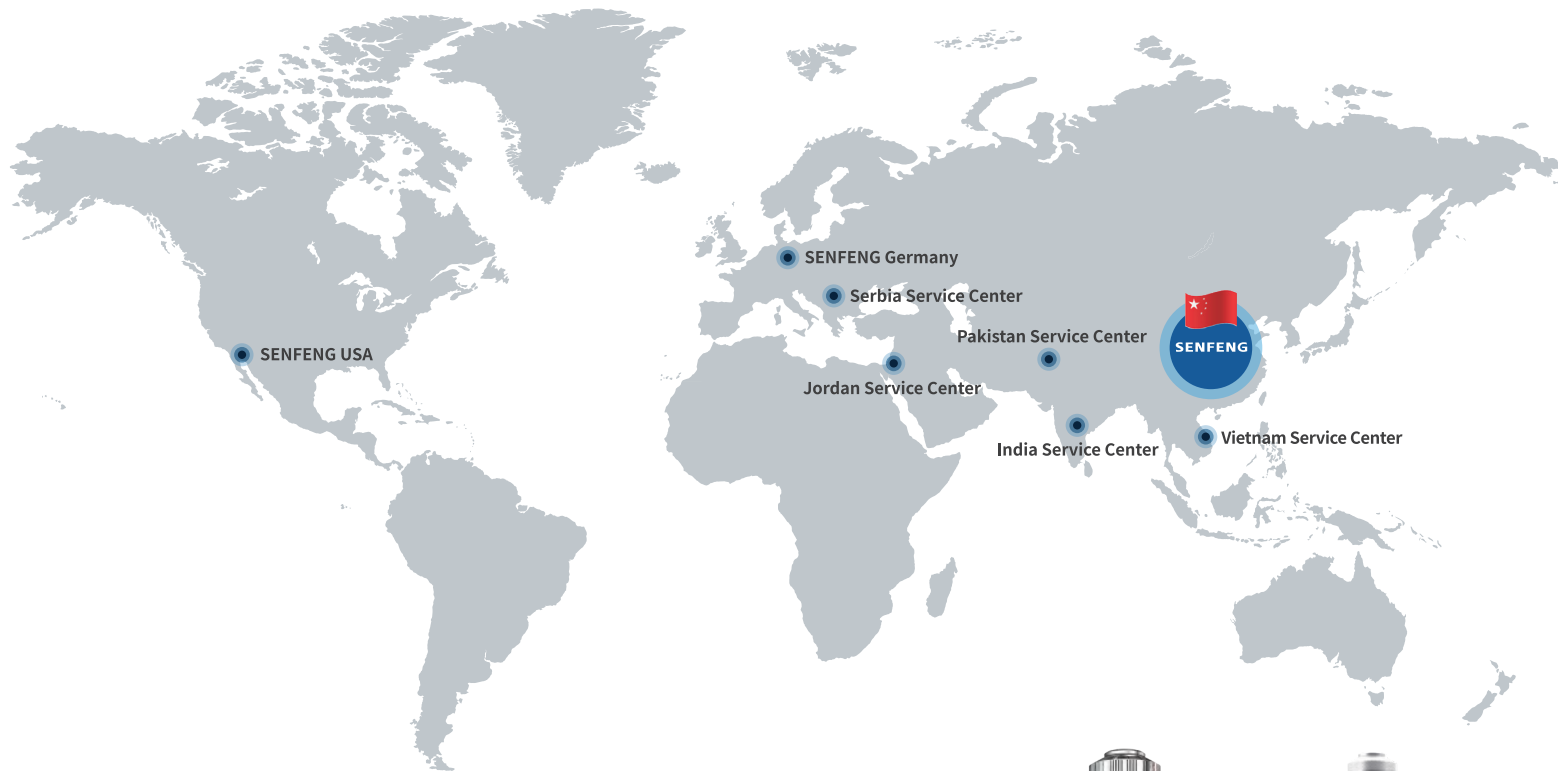 SENFENG Germany
Serbia Service Center
Pakistan Service Center
SENFENG
SENFENG USA
Jordan Service Center
Vietnam Service Center
India Service Center